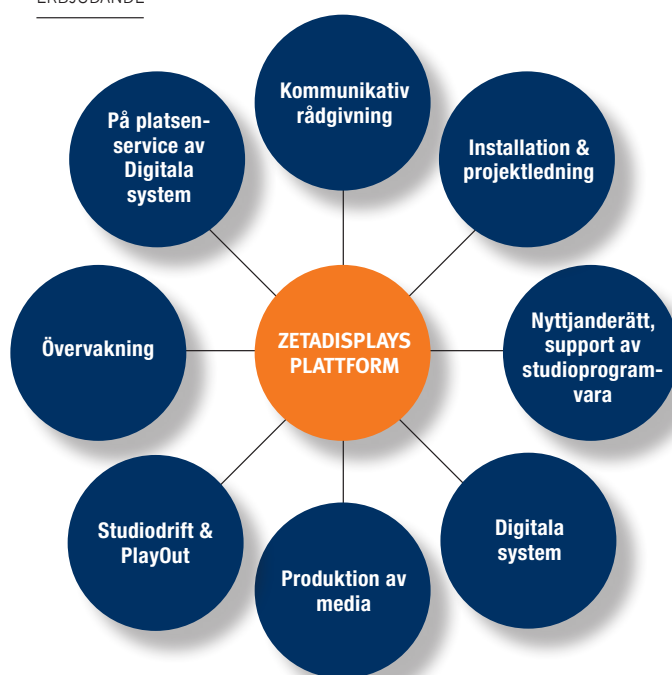 ERBJUDANDE
Kommunikativ
rådgivning
På platsen-
service av
Digitala
system
Installation &
projektledning
Övervakning
ZETADISPLAYS
PLATTFORM
Nyttjanderätt,
support av
studioprogram-
vara
Studiodrift &
PlayOut
Digitala
system
Produktion av
media